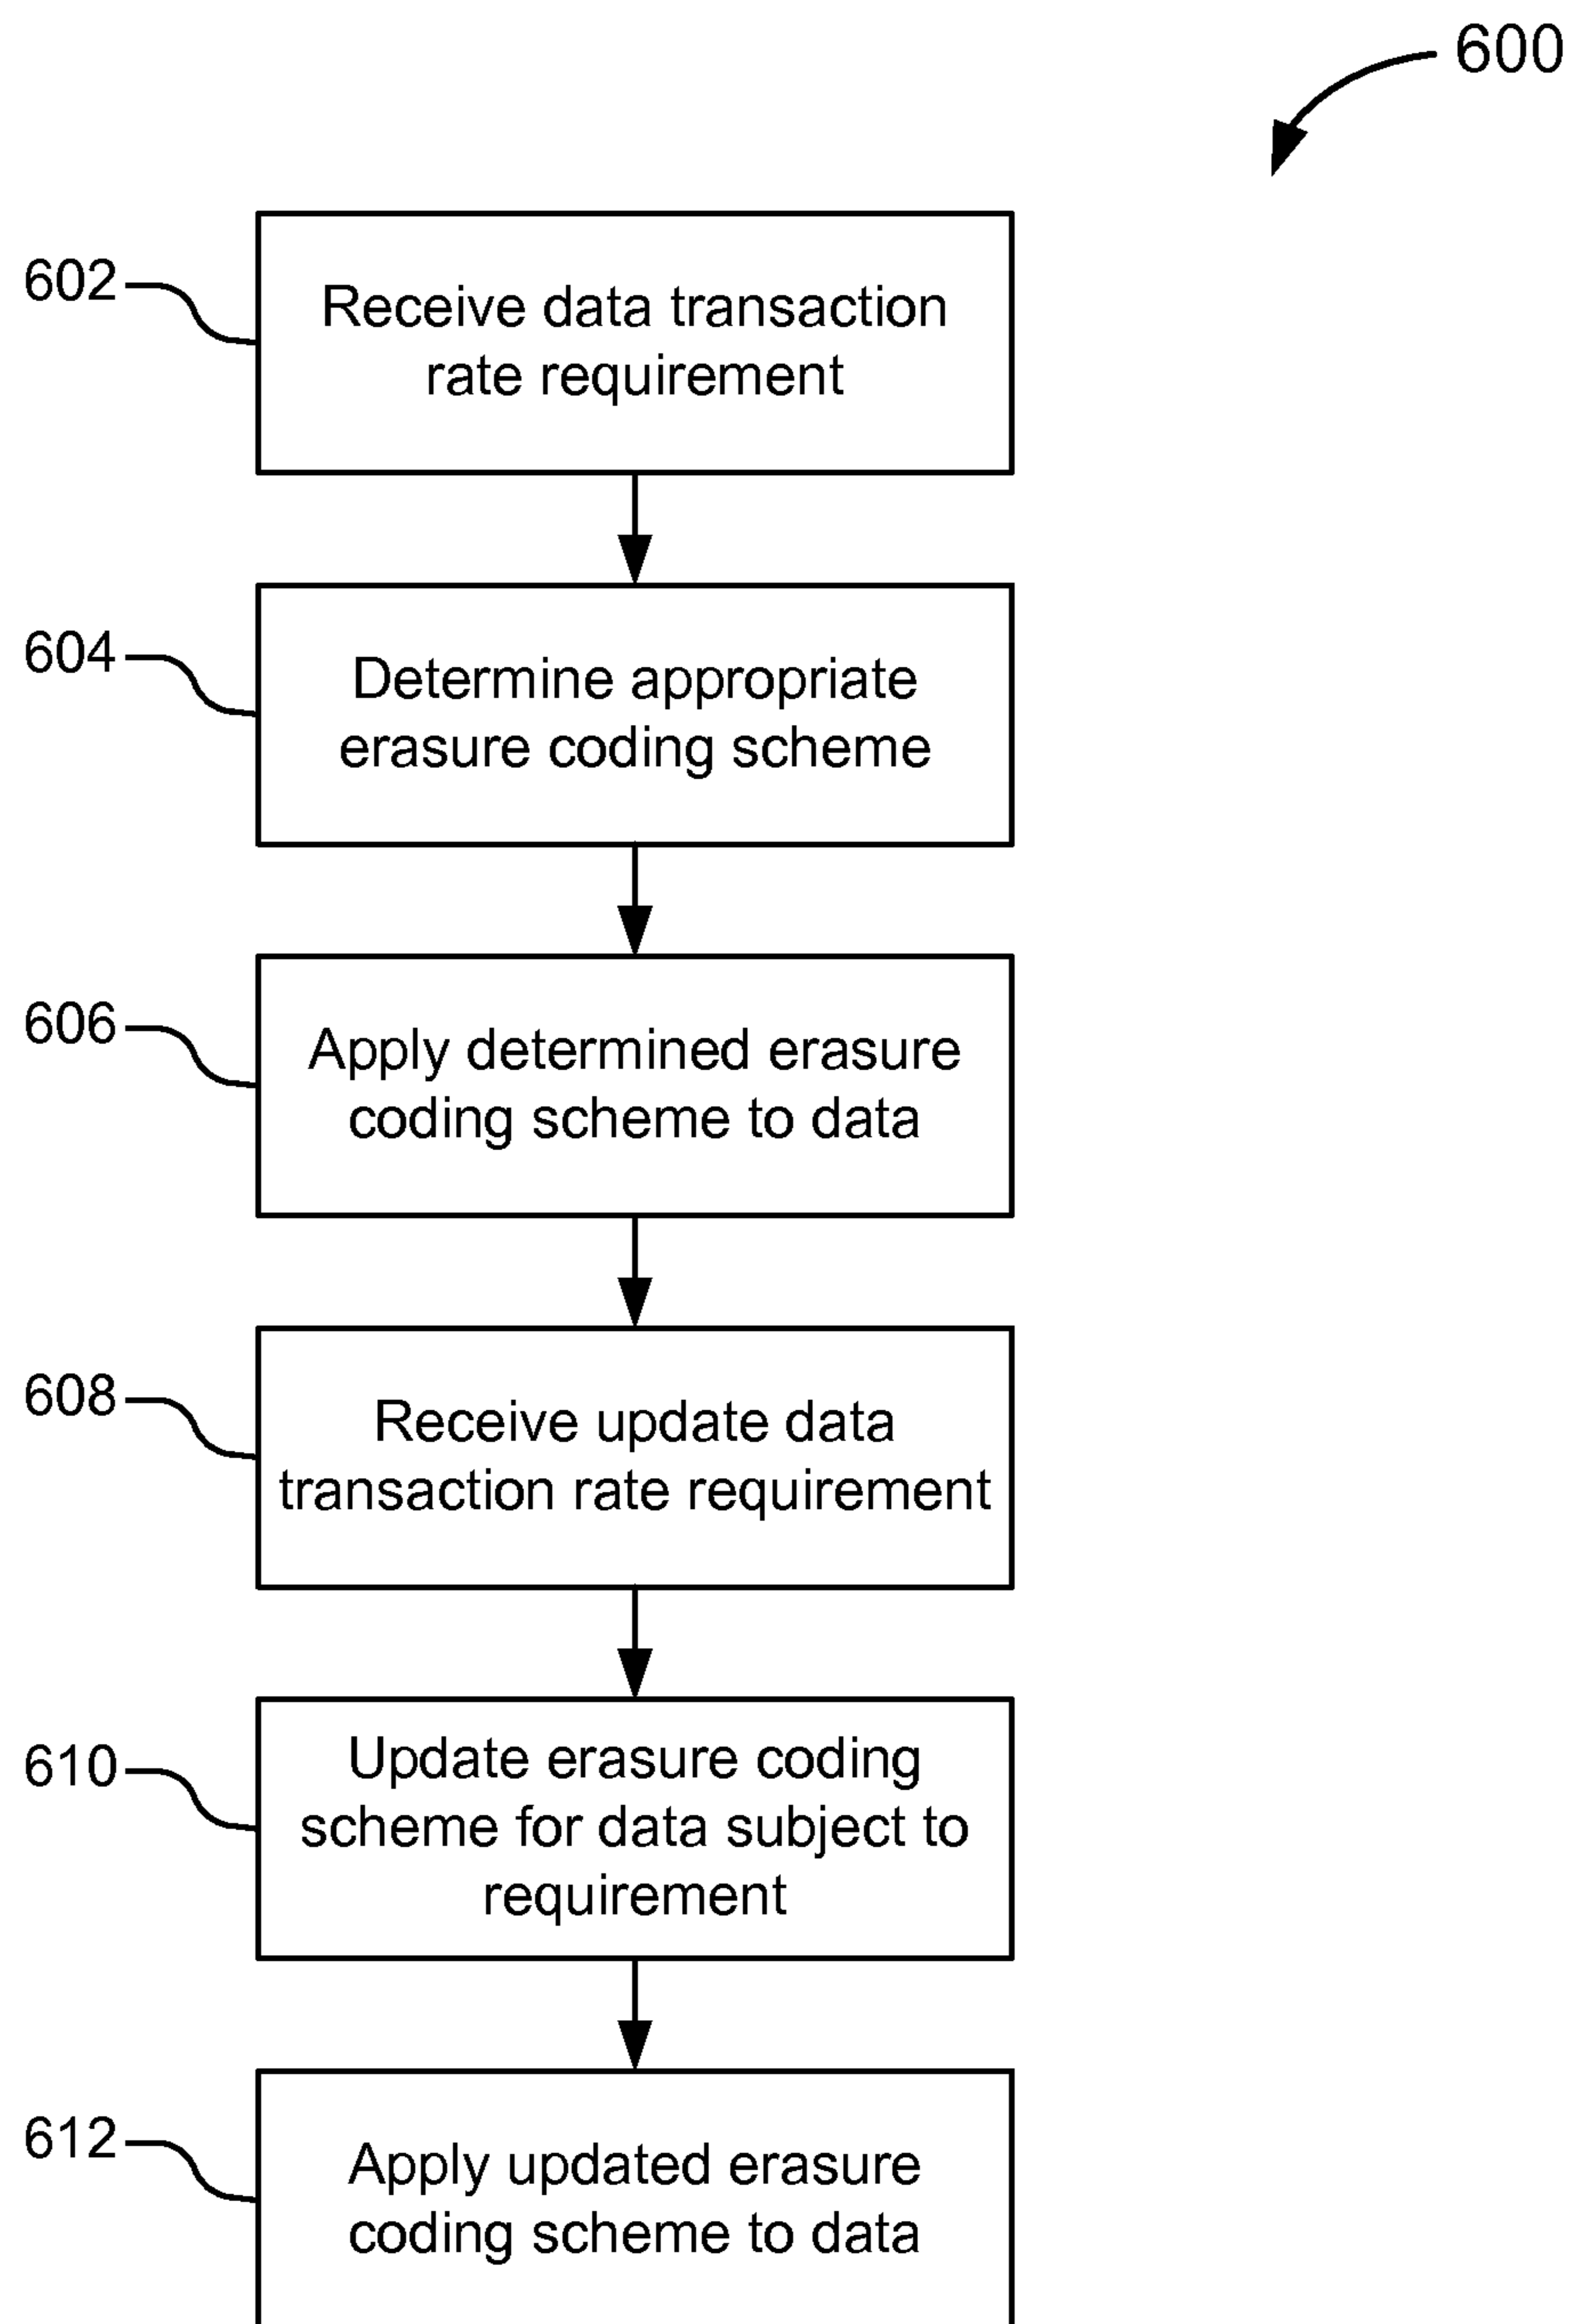 600
602
Receive data transaction
rate requirement
604
Determine appropriate
erasure coding scheme
606
Apply determined erasure
coding scheme to data
608
Receive update data
transaction rate requirement
610
Update erasure coding
scheme for data subject to
requirement
612
Apply updated erasure
coding scheme to data